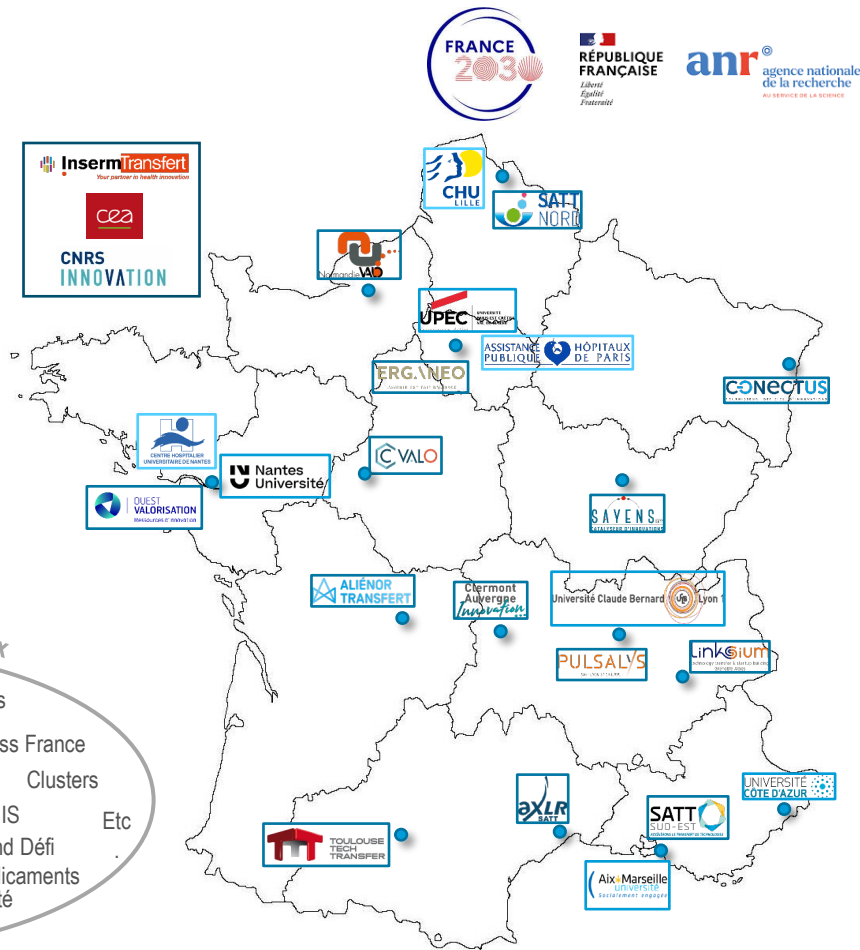 FRANCE
2030
RÉPUBLIQUE
FRANÇAISE
Liberté
Égalité
Fraternité
anr
agence nationale
de la recherche
AU SERVICE DE LA SCIENCE
InsermTransfert
Your partner in health innovation
cea
CNRS
INNOVATION
CHU
LILLE
SATT
NORD
Normandie
UPEC
ASSISTANCE
PUBLIQUE
HÔPITAUX
DE PARIS
ERGANEO
CONECTUS
CENTRE HOSPITALIER
UNIVERSITAIRE DE NANTES
Nantes
Université
C VALO
OUEST
VALORISATION
SAYENS
CATALYSEUR D'INNOVATIONS
ALIÉNOR
TRANSFERT
Clermont
Auvergne
Innovation
Université Claude Bernard
Lyon 1
PULSALYS
Linksium
s
ss France
Clusters
IS
Etc
nd Défi
.
licaments
té
TOULOUSE
TECH
TRANSFER
axLR
SATT
SATT
SUD-EST
UNIVERSITÉ
CÔTE D'AZUR
Aix Marseille
université
Socialement engagée